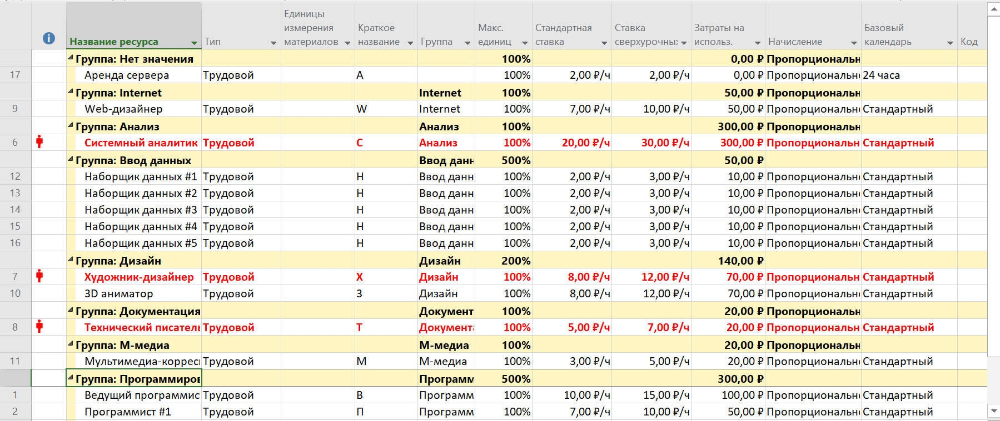 Название ресурса Тип Единицы измерения материалов Краткое название Группа Макс. единиц Стандартная ставка Ставка сверхурочны Затраты на использ. Начисление Базовый календарь Код
Группа: Нет значения 100% 0,00 ₽ Пропорциональн
17 Аренда сервера Трудовой А 100% 2,00 ₽/ч 2,00 ₽/ч 0,00 ₽ Пропорциональн 24 часа
Группа: Internet Internet 100% 50,00 ₽ Пропорциональн
9 Web-дизайнер Трудовой W Internet 100% 7,00 ₽/ч 10,00 ₽/ч 50,00 ₽ Пропорциональн Стандартный
Группа: Анализ Анализ 100% 300,00 ₽ Пропорциональн
6 Системный аналитик Трудовой С Анализ 100% 20,00 ₽/ч 30,00 ₽/ч 300,00 ₽ Пропорциональн Стандартный
Группа: Ввод данных Ввод данн 500% 50,00 ₽
12 Наборщик данных #1 Трудовой Н Ввод данн 100% 2,00 ₽/ч 3,00 ₽/ч 10,00 ₽ Пропорциональн Стандартный
13 Наборщик данных #2 Трудовой Н Ввод данн 100% 2,00 ₽/ч 3,00 ₽/ч 10,00 ₽ Пропорциональн Стандартный
14 Наборщик данных #3 Трудовой Н Ввод данн 100% 2,00 ₽/ч 3,00 ₽/ч 10,00 ₽ Пропорциональн Стандартный
15 Наборщик данных #4 Трудовой Н Ввод данн 100% 2,00 ₽/ч 3,00 ₽/ч 10,00 ₽ Пропорциональн Стандартный
16 Наборщик данных #5 Трудовой Н Ввод данн 100% 2,00 ₽/ч 3,00 ₽/ч 10,00 ₽ Пропорциональн Стандартный
Группа: Дизайн Дизайн 200% 140,00 ₽
7 Художник-дизайнер Трудовой Х Дизайн 100% 8,00 ₽/ч 12,00 ₽/ч 70,00 ₽ Пропорциональн Стандартный
10 3D аниматор Трудовой 3 Дизайн 100% 8,00 ₽/ч 12,00 ₽/ч 70,00 ₽ Пропорциональн Стандартный
Группа: Документация Документ 100% 20,00 ₽ Пропорциональн
8 Технический писатель Трудовой Т Документ 100% 5,00 ₽/ч 7,00 ₽/ч 20,00 ₽ Пропорциональн Стандартный
Группа: М-медиа М-медиа 100% 20,00 ₽ Пропорциональн
11 Мультимедиа-корресп Трудовой М М-медиа 100% 3,00 ₽/ч 5,00 ₽/ч 20,00 ₽ Пропорциональн Стандартный
Группа: Программиров Программ 500% 300,00 ₽
1 Ведущий программист Трудовой В Программ 100% 10,00 ₽/ч 15,00 ₽/ч 100,00 ₽ Пропорциональн Стандартный
2 Программист #1 Трудовой П Программ 100% 7,00 ₽/ч 10,00 ₽/ч 50,00 ₽ Пропорциональн Стандартный